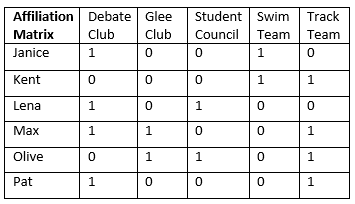 Affiliation Matrix Debate Club Glee Club Student Council Swim Team Track Team
Janice 1 0 0 1 0
Kent 0 0 0 1 1
Lena 1 0 1 0 0
Max 1 1 0 0 1
Olive 0 1 1 0 1
Pat 1 0 0 0 1